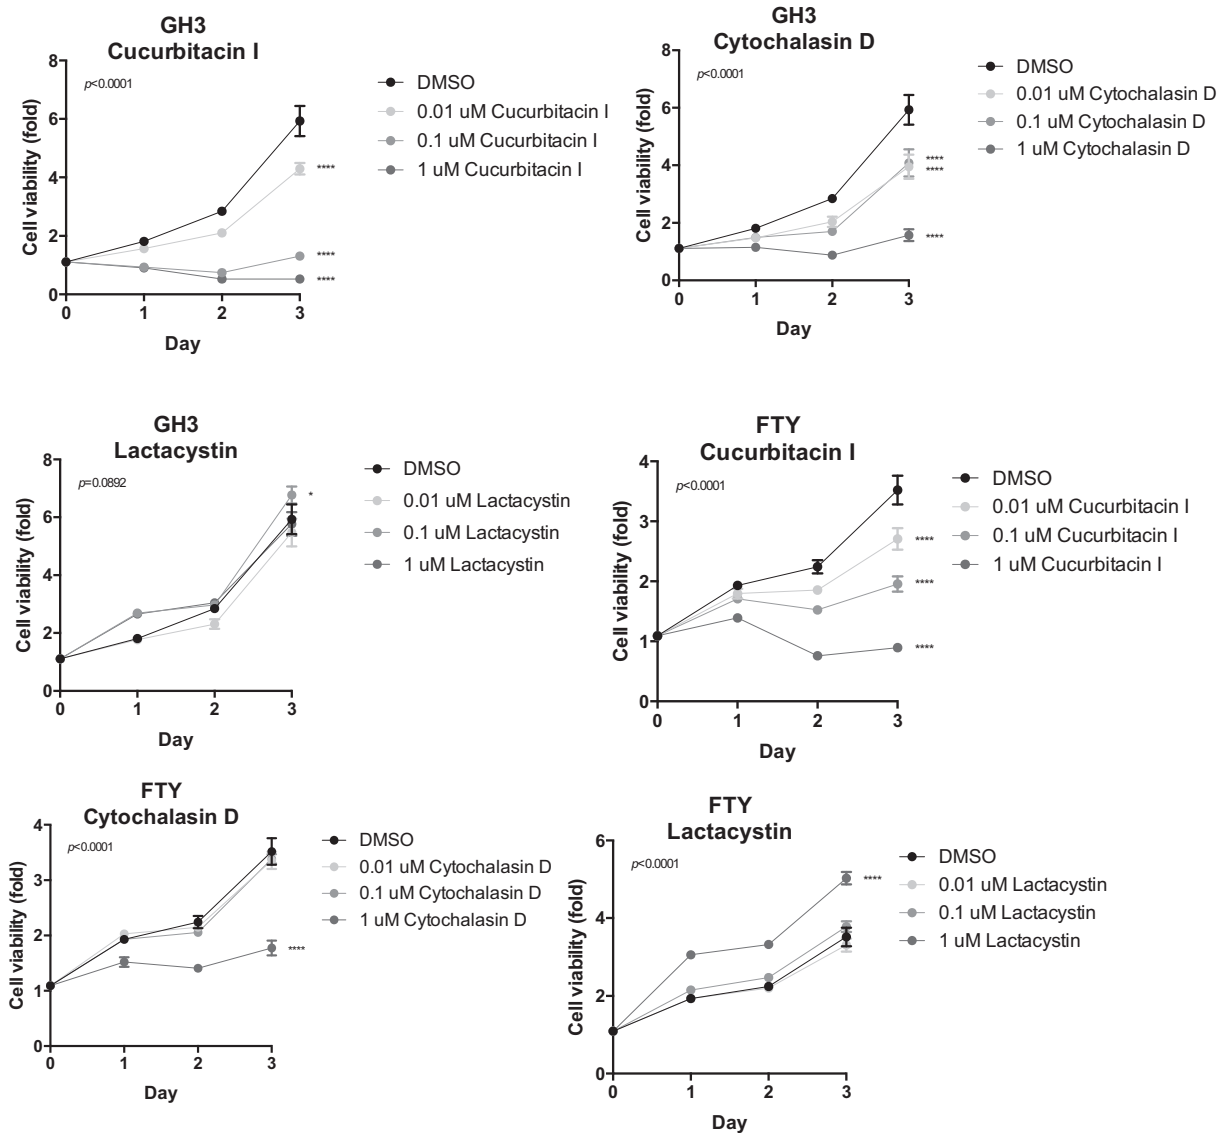 GH3
Cucurbitacin I
8
6
4
2
0
p<0.0001
Cell viability (fold)
0 1 2 3
Day
****
****
****
DMSO
0.01 uM Cucurbitacin I
0.1 uM Cucurbitacin I
1 uM Cucurbitacin I
GH3
Cytochalasin D
8
6
4
2
0
p<0.0001
Cell viability (fold)
0 1 2 3
Day
****
****
****
DMSO
0.01 uM Cytochalasin D
0.1 uM Cytochalasin D
1 uM Cytochalasin D
GH3
Lactacystin
8
6
4
2
0
p=0.0892
Cell viability (fold)
0 1 2 3
Day
*
DMSO
0.01 uM Lactacystin
0.1 uM Lactacystin
1 uM Lactacystin
FTY
Cucurbitacin I
4
3
2
1
0
p<0.0001
Cell viability (fold)
0 1 2 3
Day
****
****
****
DMSO
0.01 uM Cucurbitacin I
0.1 uM Cucurbitacin I
1 uM Cucurbitacin I
FTY
Cytochalasin D
4
3
2
1
0
p<0.0001
Cell viability (fold)
0 1 2 3
Day
****
DMSO
0.01 uM Cytochalasin D
0.1 uM Cytochalasin D
1 uM Cytochalasin D
FTY
Lactacystin
6
4
2
0
p<0.0001
Cell viability (fold)
0 1 2 3
Day
****
DMSO
0.01 uM Lactacystin
0.1 uM Lactacystin
1 uM Lactacystin